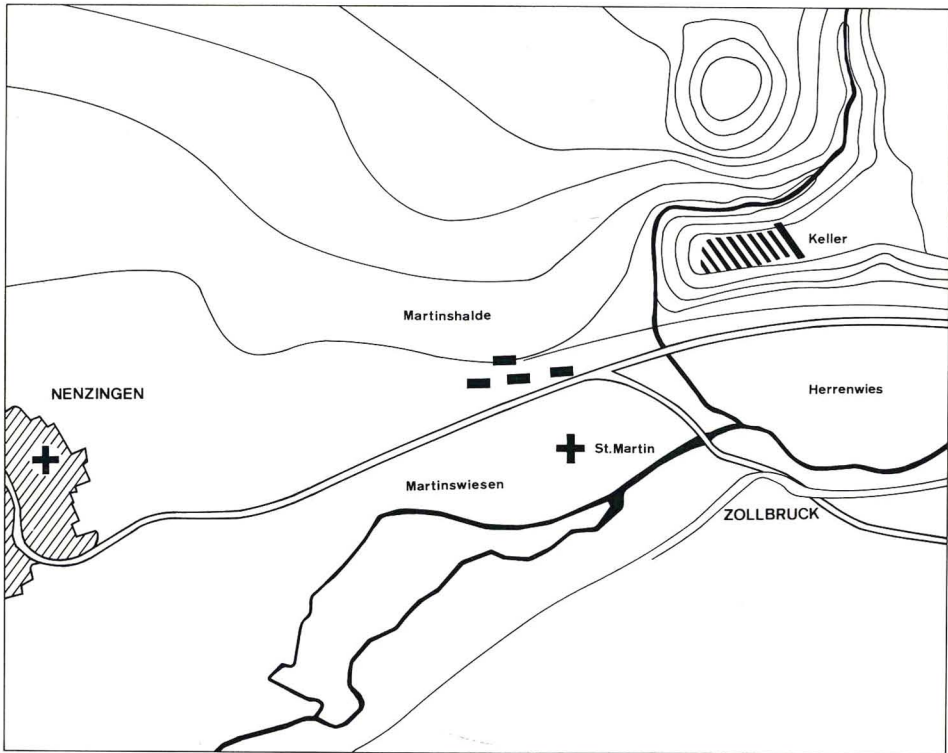 Keller
Martinshalde
NENZINGEN
Herrenwies
St.Martin
Martinswiesen
ZOLLBRUCK